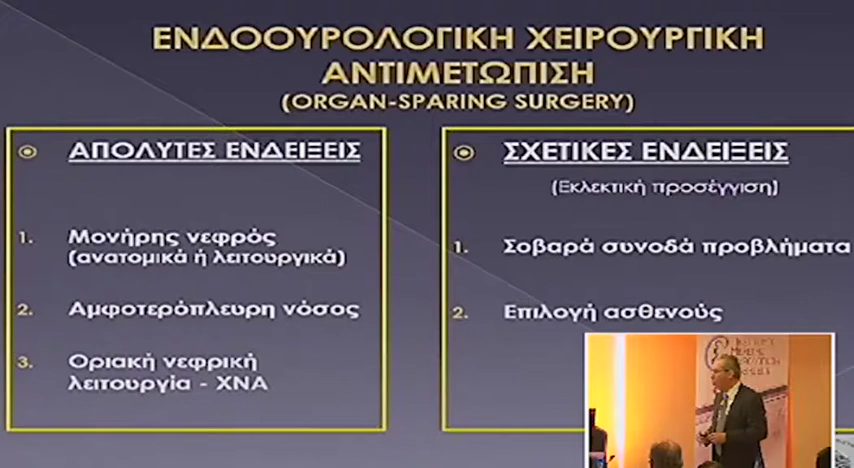 ΕΝΔΟΟΥΡΟΛΟΓΙΚΗ ΧΕΙΡΟΥΡΓΙΚΗ
ΑΝΤΙΜΕΤΩΠΙΣΗ
(ORGAN-SPARING SURGERY)
ΑΠΟΛΥΤΕΣ ΕΝΔΕΙΞΕΙΣ
1. Μονήρης νεφρός
(ανατομικά ή λειτουργικά)
2. Αμφοτερόπλευρη νόσος
3. Οριακή νεφρική
λειτουργία - ΧΝΑ
ΣΧΕΤΙΚΕΣ ΕΝΔΕΙΞΕΙΣ
(Εκλεκτική προσέγγιση)
1. Σοβαρά συνοδά προβλήματα
2. Επιλογή ασθενούς